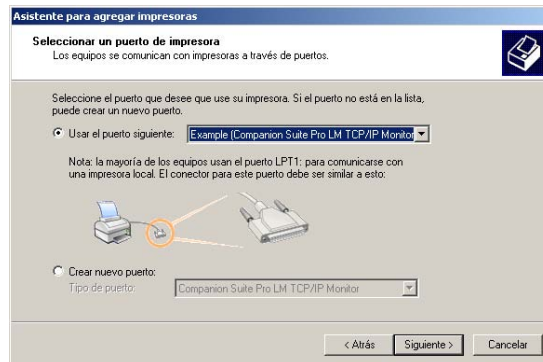 Asistente para agregar impresoras
Seleccionar un puerto de impresora
Los equipos se comunican con impresoras a través de puertos.
Seleccione el puerto que desee que use su impresora. Si el puerto no está en la lista,
puede crear un nuevo puerto.
Usar el puerto siguiente: Example (Companion Suite Pro LM TCP/IP Monitor
Nota: la mayoría de los equipos usan el puerto LPT1: para comunicarse con
una impresora local. El conector para este puerto debe ser similar a esto:
Crear nuevo puerto:
Tipo de puerto: Companion Suite Pro LM TCP/IP Monitor
< Atrás Siguiente > Cancelar